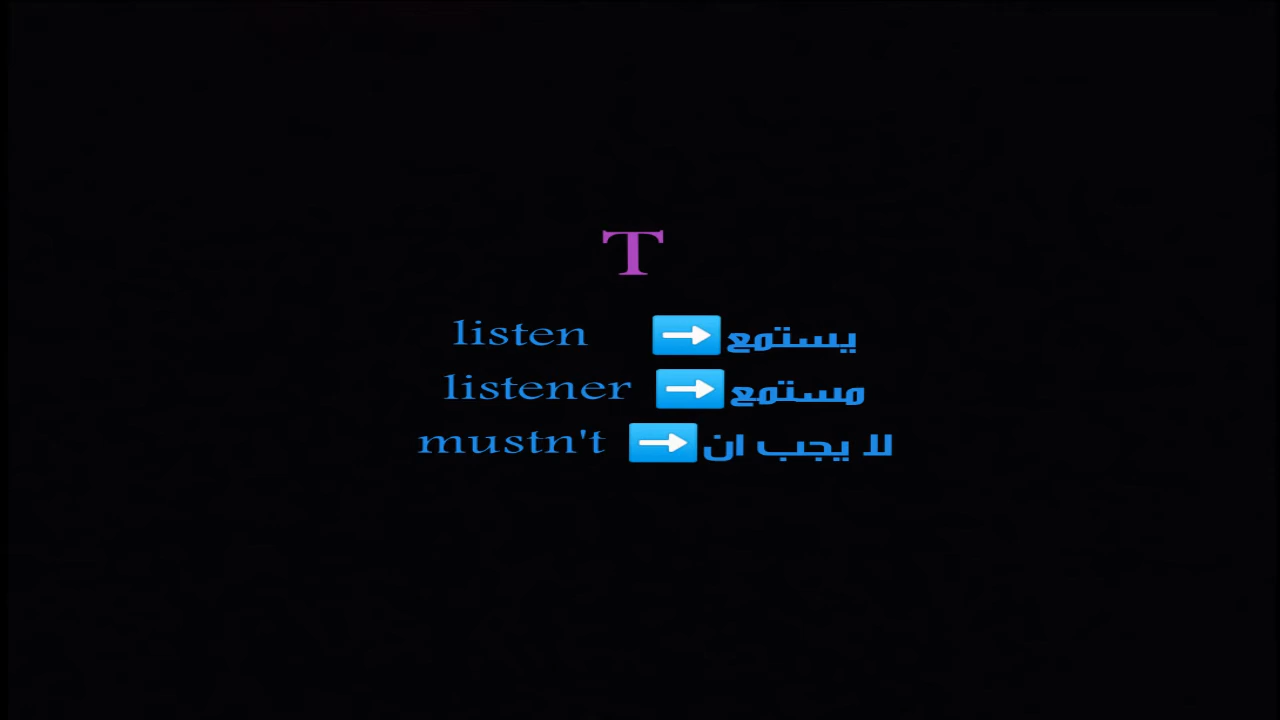 T
listen ➡️ يستمع
listener ➡️ مستمع
mustn't ➡️ لا يجب ان